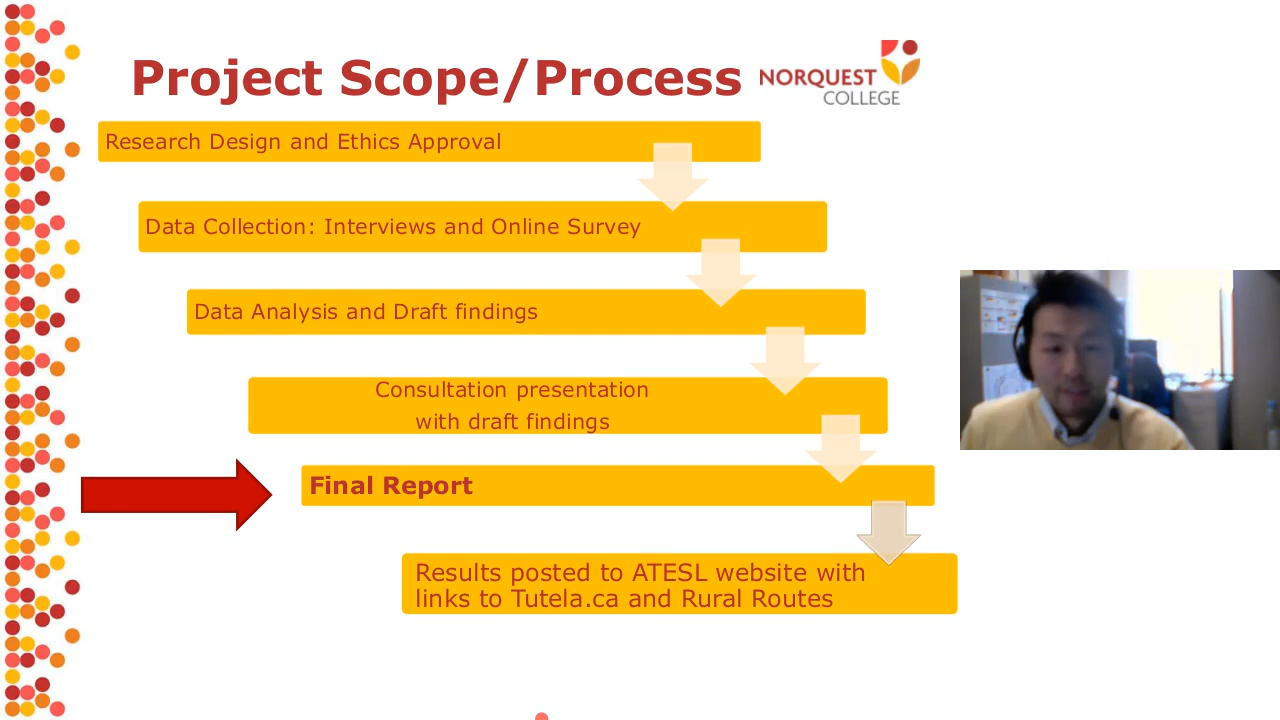 Project Scope/Process
NORQUEST
COLLEGE
Research Design and Ethics Approval
Data Collection: Interviews and Online Survey
Data Analysis and Draft findings
Consultation presentation
with draft findings
Final Report
Results posted to ATESL website with
links to Tutela.ca and Rural Routes